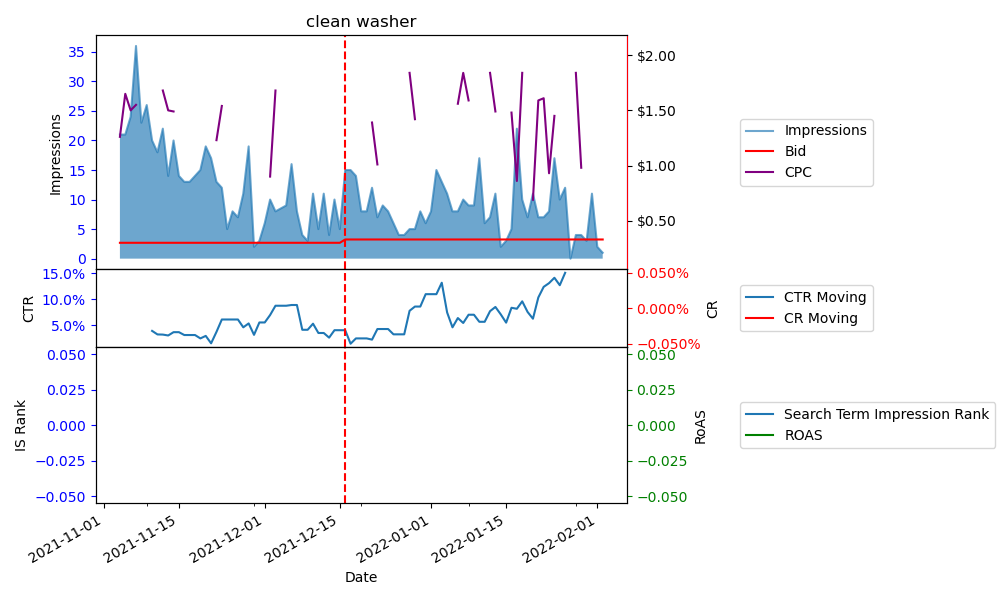 clean washer
Impressions
35
30
25
20
15
10
5
0
$2.00
$1.50
$1.00
$0.50
Impressions
Bid
CPC
CTR
15.0%
10.0%
5.0%
0.050%
0.000%
−0.050%
CR
CTR Moving
CR Moving
IS Rank
0.050
0.025
0.000
−0.025
−0.050
0.050
0.025
0.000
−0.025
−0.050
RoAS
Search Term Impression Rank
ROAS
2021-11-01
2021-11-15
2021-12-01
2021-12-15
2022-01-01
2022-01-15
2022-02-01
Date